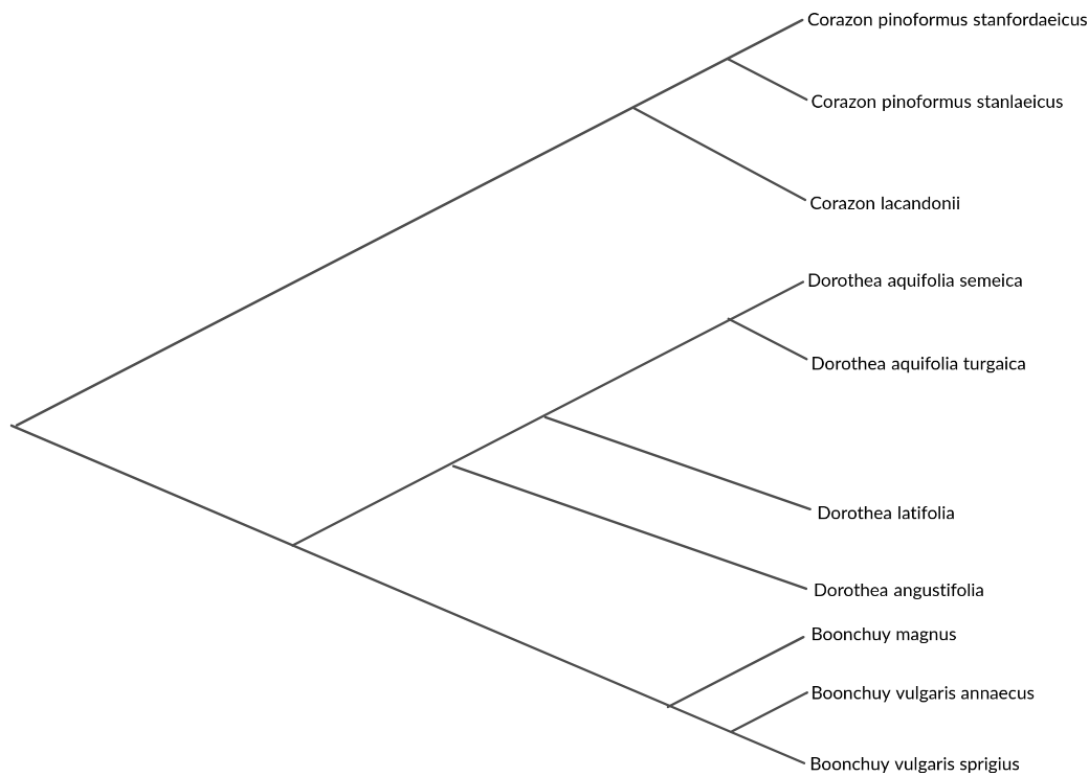 Corazon pinoformus stanfordaeicus
Corazon pinoformus stanlaeicus
Corazon lacandonii
Dorothea aquifolia semeica
Dorothea aquifolia turgaica
Dorothea latifolia
Dorothea angustifolia
Boonchuy magnus
Boonchuy vulgaris annaecus
Boonchuy vulgaris sprigius